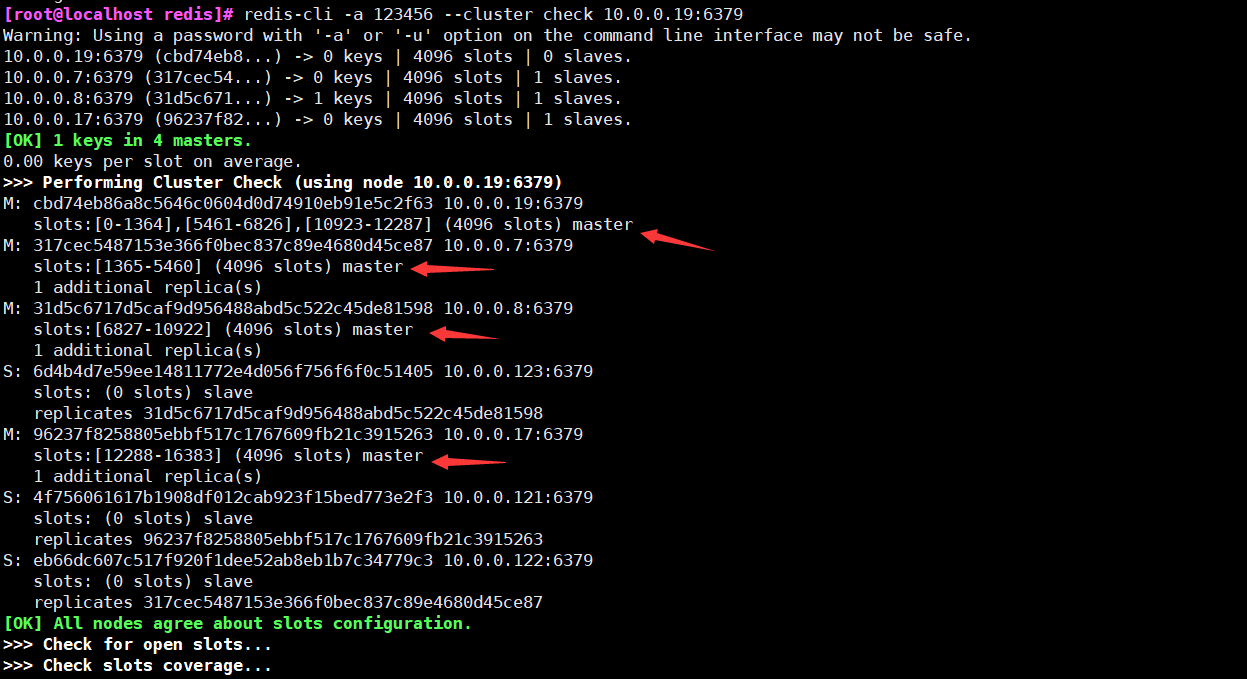 [root@localhost redis]# redis-cli -a 123456 --cluster check 10.0.0.19:6379
Warning: Using a password with '-a' or '-u' option on the command line interface may not be safe.
10.0.0.19:6379 (cbd74eb8...) -> 0 keys | 4096 slots | 0 slaves.
10.0.0.7:6379 (317cec54...) -> 0 keys | 4096 slots | 1 slaves.
10.0.0.8:6379 (31d5c671...) -> 1 keys | 4096 slots | 1 slaves.
10.0.0.17:6379 (96237f82...) -> 0 keys | 4096 slots | 1 slaves.
[OK] 1 keys in 4 masters.
0.00 keys per slot on average.
>>> Performing Cluster Check (using node 10.0.0.19:6379)
M: cbd74eb86a8c5646c0604d0d74910eb91e5c2f63 10.0.0.19:6379
   slots:[0-1364],[5461-6826],[10923-12287] (4096 slots) master
M: 317cec5487153e366f0bec837c89e4680d45ce87 10.0.0.7:6379
   slots:[1365-5460] (4096 slots) master
   1 additional replica(s)
M: 31d5c6717d5caf9d956488abd5c522c45de81598 10.0.0.8:6379
   slots:[6827-10922] (4096 slots) master
   1 additional replica(s)
S: 6d4b4d7e59ee14811772e4d056f756f6f0c51405 10.0.0.123:6379
   slots: (0 slots) slave
   replicates 31d5c6717d5caf9d956488abd5c522c45de81598
M: 96237f8258805ebbf517c1767609fb21c3915263 10.0.0.17:6379
   slots:[12288-16383] (4096 slots) master
   1 additional replica(s)
S: 4f756061617b1908df012cab923f15bed773e2f3 10.0.0.121:6379
   slots: (0 slots) slave
   replicates 96237f8258805ebbf517c1767609fb21c3915263
S: eb66dc607c517f920f1dee52ab8eb1b7c34779c3 10.0.0.122:6379
   slots: (0 slots) slave
   replicates 317cec5487153e366f0bec837c89e4680d45ce87
[OK] All nodes agree about slots configuration.
>>> Check for open slots...
>>> Check slots coverage...